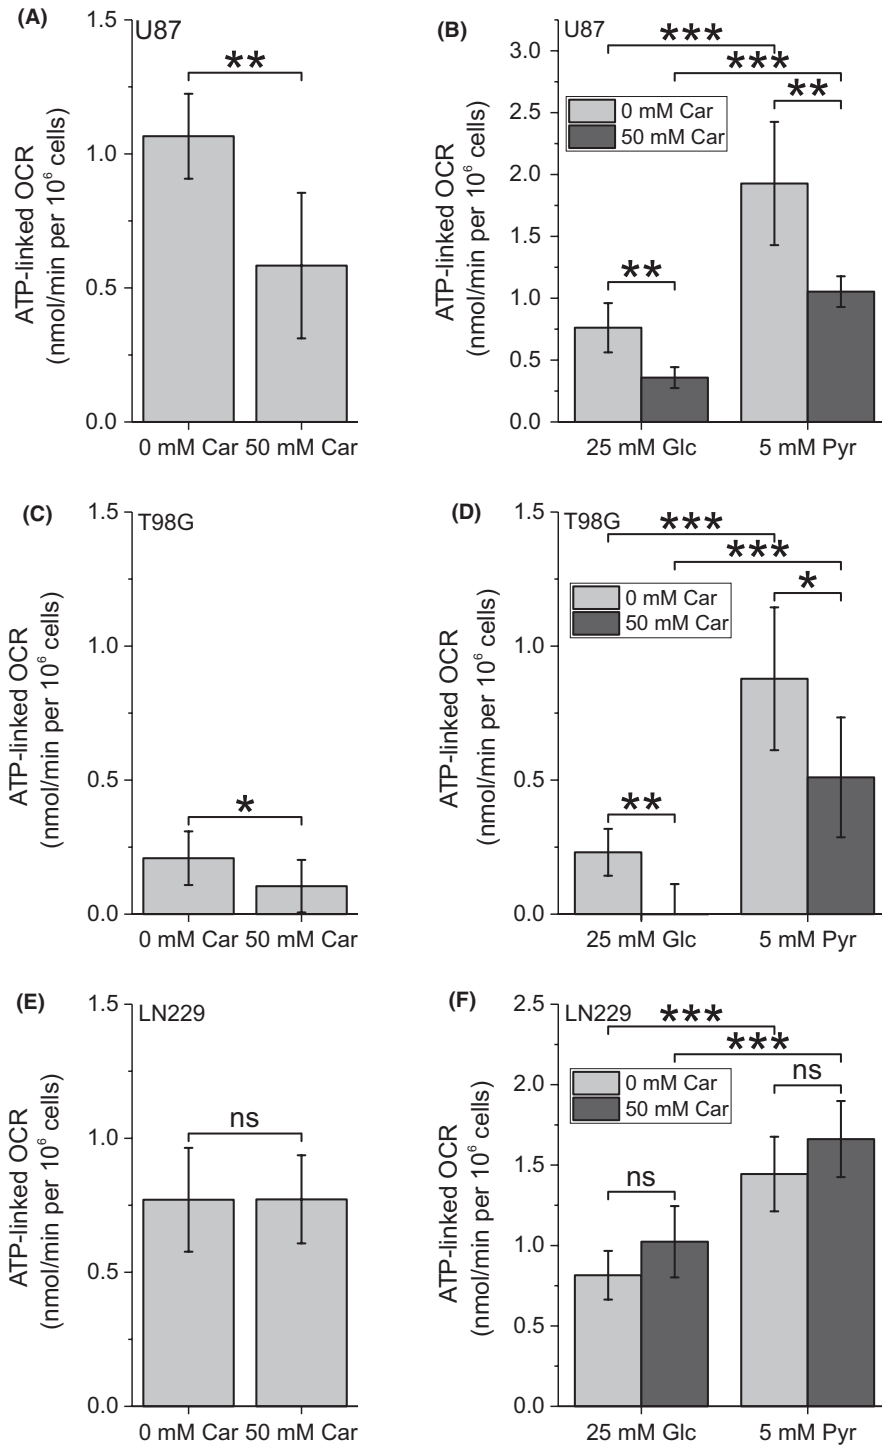 (A)
U87
**
1.5
1.0
0.5
0.0
ATP-linked OCR
(nmol/min per 10⁶ cells)
0 mM Car 50 mM Car
(B)
U87
***
***
**
0 mM Car
50 mM Car
**
3.0
2.5
2.0
1.5
1.0
0.5
0.0
ATP-linked OCR
(nmol/min per 10⁶ cells)
25 mM Glc 5 mM Pyr
(C)
T98G
*
1.5
1.0
0.5
0.0
ATP-linked OCR
(nmol/min per 10⁶ cells)
0 mM Car 50 mM Car
(D)
T98G
***
***
*
0 mM Car
50 mM Car
**
1.5
1.0
0.5
0.0
ATP-linked OCR
(nmol/min per 10⁶ cells)
25 mM Glc 5 mM Pyr
(E)
LN229
ns
1.5
1.0
0.5
0.0
ATP-linked OCR
(nmol/min per 10⁶ cells)
0 mM Car 50 mM Car
(F)
LN229
***
***
ns
0 mM Car
50 mM Car
ns
2.5
2.0
1.5
1.0
0.5
0.0
ATP-linked OCR
(nmol/min per 10⁶ cells)
25 mM Glc 5 mM Pyr